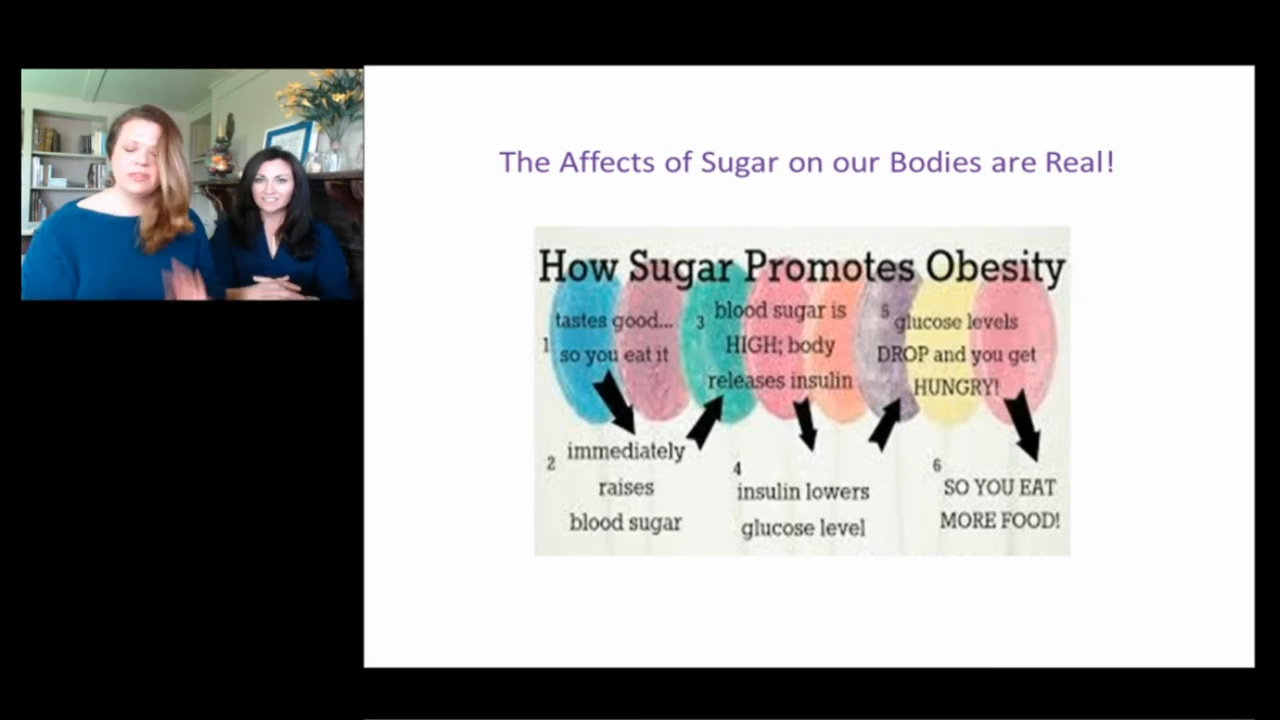 The Affects of Sugar on our Bodies are Real!
How Sugar Promotes Obesity
1
tastes good...
so you eat it
2
immediately
raises
blood sugar
3
blood sugar is
HIGH; body
releases insulin
4
insulin lowers
glucose level
5
glucose levels
DROP and you get
HUNGRY!
6
SO YOU EAT
MORE FOOD!